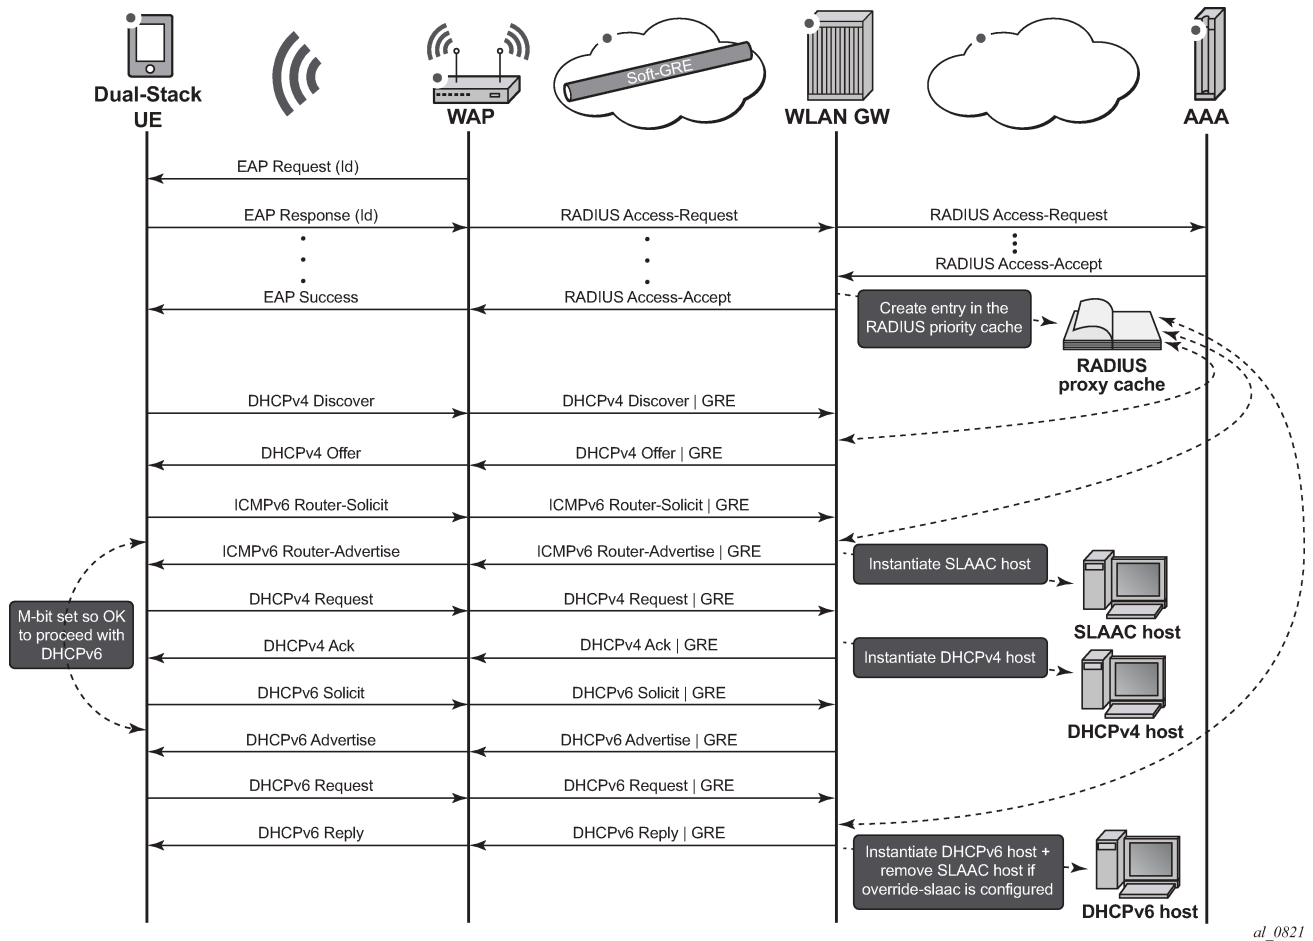 Soft-GRE
Dual-Stack
UE
WAP
WLAN GW
AAA
EAP Request (Id)
EAP Response (Id)
RADIUS Access-Request
RADIUS Access-Request
RADIUS Access-Accept
EAP Success
RADIUS Access-Accept
Create entry in the
RADIUS priority cache
RADIUS
proxy cache
DHCPv4 Discover
DHCPv4 Discover | GRE
DHCPv4 Offer
DHCPv4 Offer | GRE
ICMPv6 Router-Solicit
ICMPv6 Router-Solicit | GRE
ICMPv6 Router-Advertise
ICMPv6 Router-Advertise | GRE
Instantiate SLAAC host
SLAAC host
M-bit set so OK
to proceed with
DHCPv6
DHCPv4 Request
DHCPv4 Request | GRE
DHCPv4 Ack
DHCPv4 Ack | GRE
Instantiate DHCPv4 host
DHCPv4 host
DHCPv6 Solicit
DHCPv6 Solicit | GRE
DHCPv6 Advertise
DHCPv6 Advertise | GRE
DHCPv6 Request
DHCPv6 Request | GRE
DHCPv6 Reply
DHCPv6 Reply | GRE
Instantiate DHCPv6 host +
remove SLAAC host if
override-slaac is configured
DHCPv6 host
al_0821